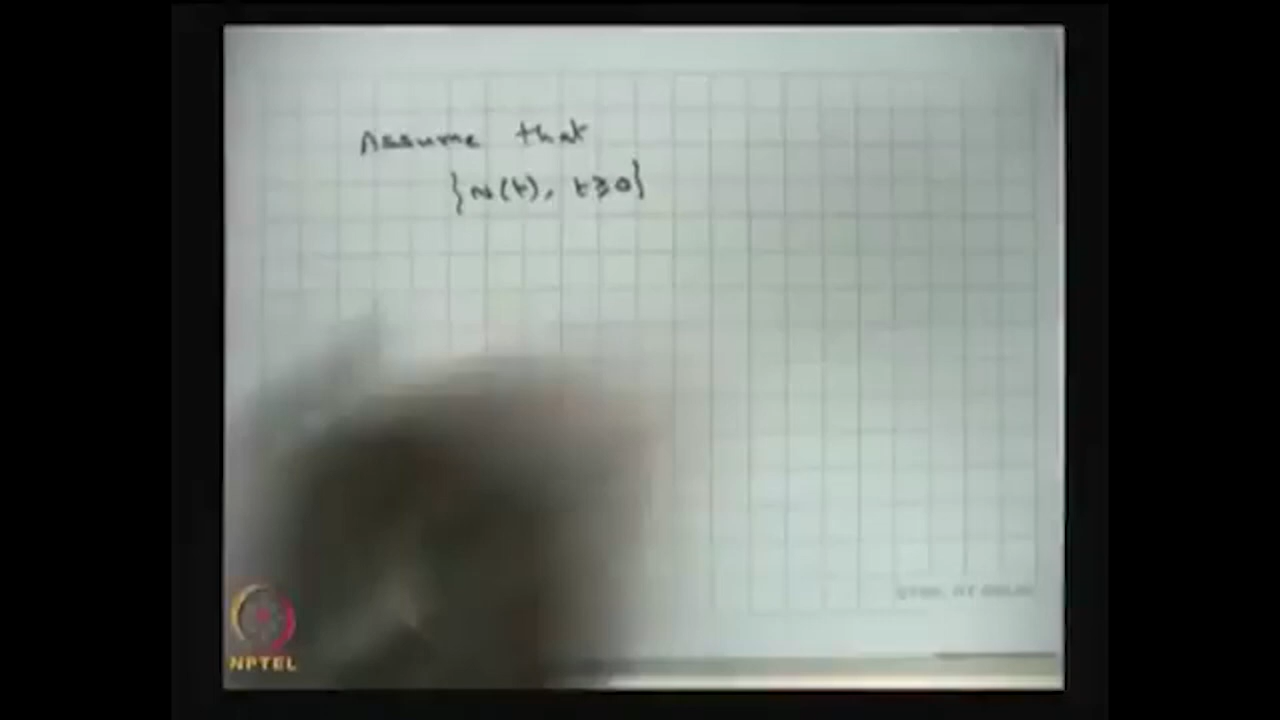 Assume that
{N(t), t≥0}
NPTEL